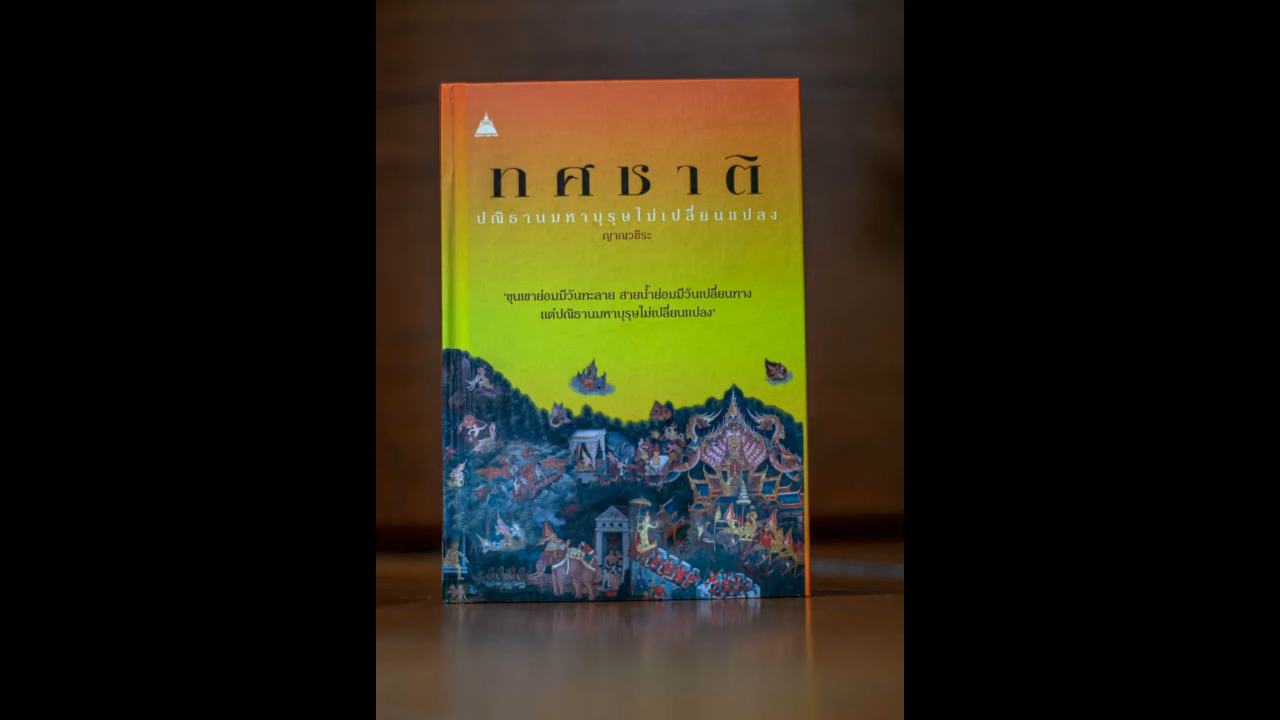 ทศชาติ
ปณิธานมหาบุรุษไม่เปลี่ยนแปลง
ญาณวชิระ
'ขุนเขาย่อมมีวันทะลาย สายน้ำย่อมมีวันเปลี่ยนทาง
แต่ปณิธานมหาบุรุษไม่เปลี่ยนแปลง'